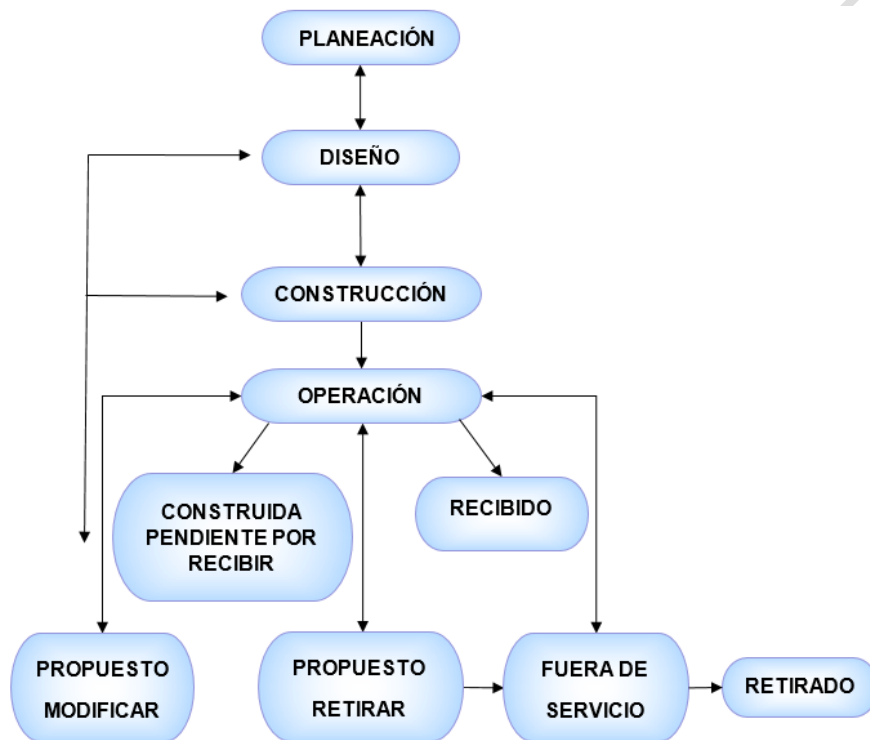 PLANEACIÓN
DISEÑO
CONSTRUCCIÓN
OPERACIÓN
CONSTRUIDA
PENDIENTE POR
RECIBIR
RECIBIDO
PROPUESTO
MODIFICAR
PROPUESTO
RETIRAR
FUERA DE
SERVICIO
RETIRADO